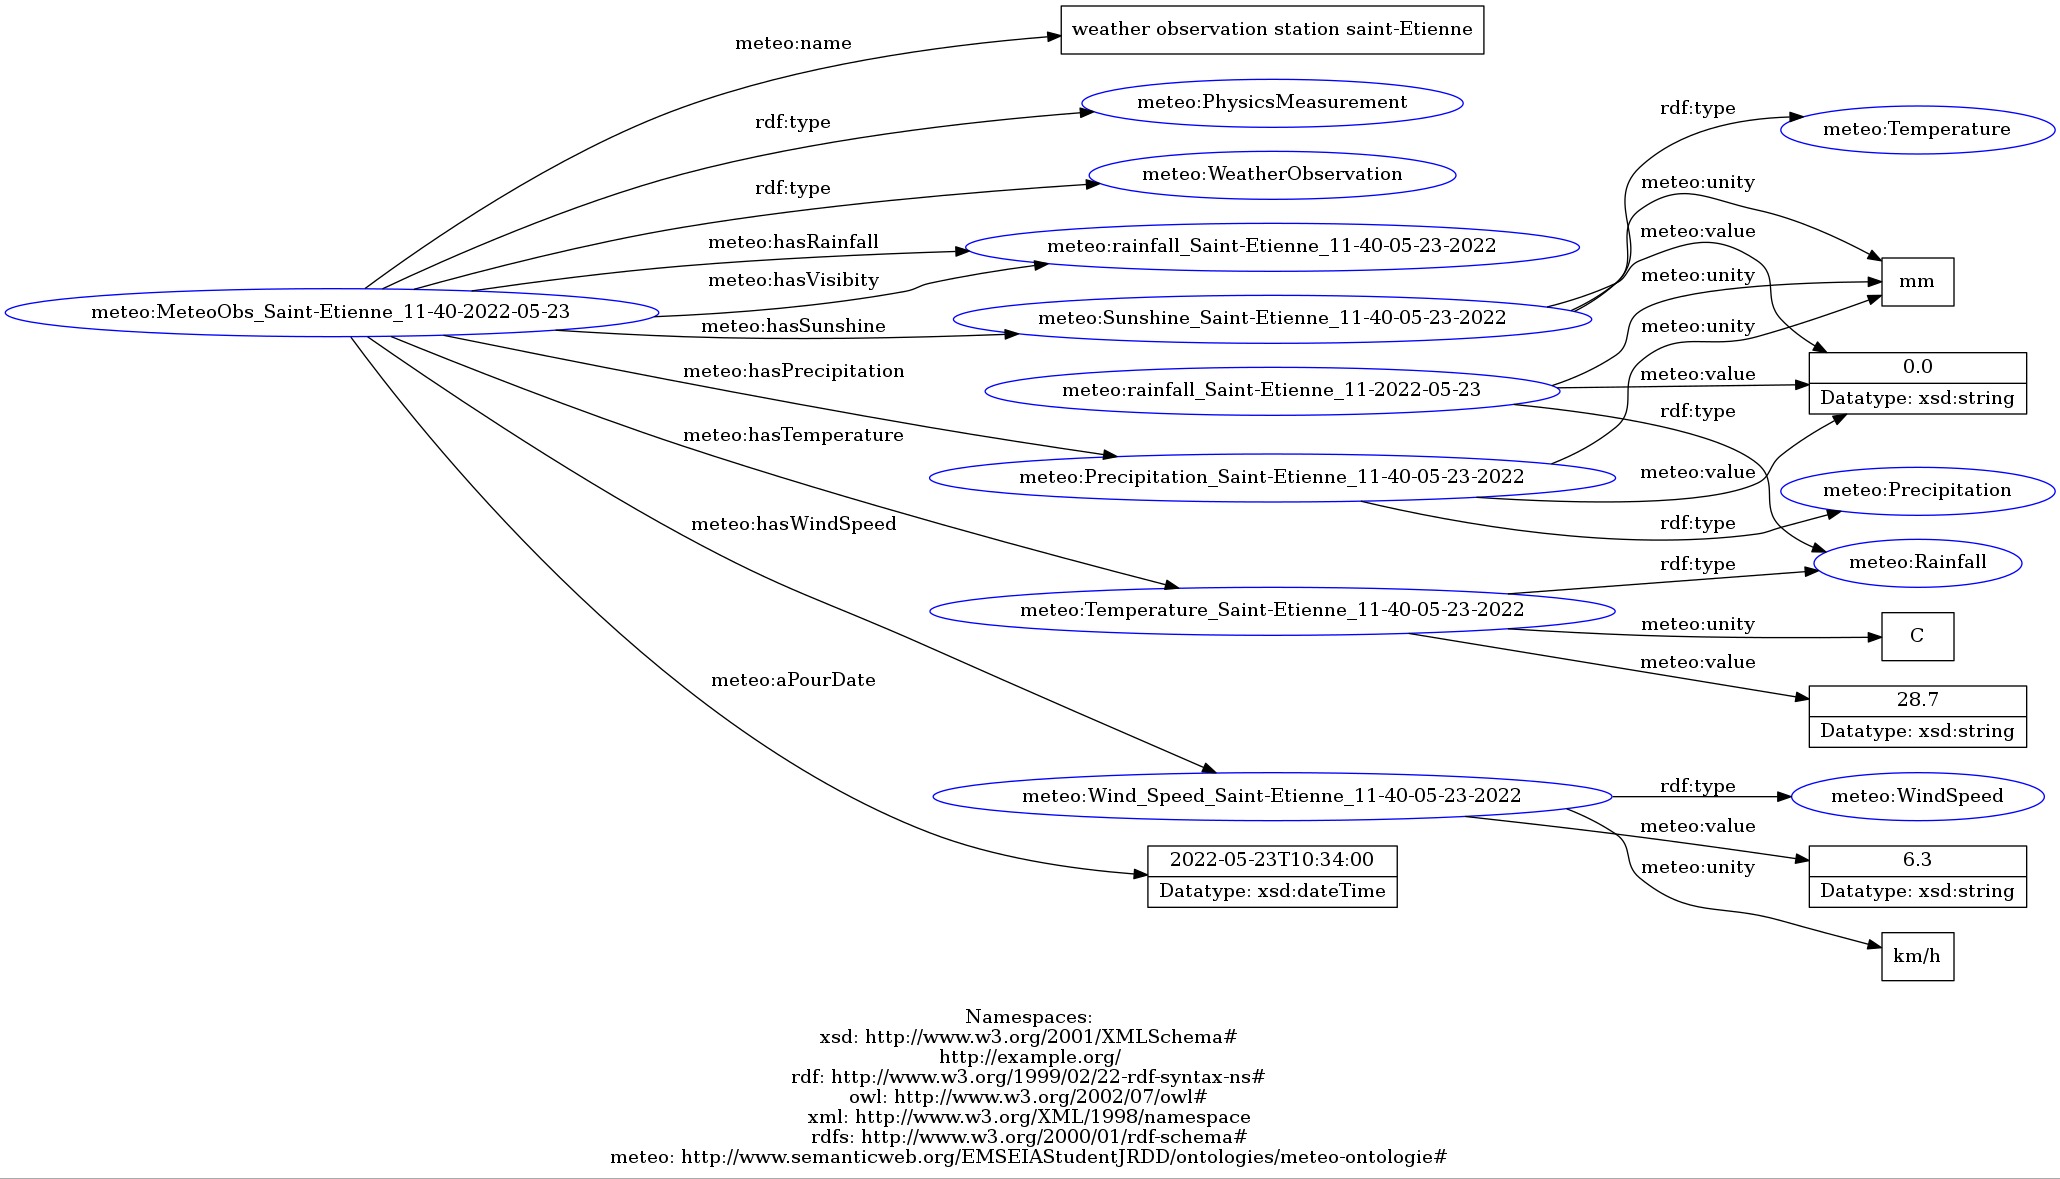 weather observation station saint-Etienne
meteo:name
meteo:PhysicsMeasurement
rdf:type
rdf:type
meteo:Temperature
rdf:type
meteo:WeatherObservation
meteo:unity
rdf:type
meteo:value
meteo:hasRainfall
meteo:rainfall_Saint-Etienne_11-40-05-23-2022
meteo:hasVisibity
meteo:unity
mm
meteo:MeteoObs_Saint-Etienne_11-40-2022-05-23
meteo:Sunshine_Saint-Etienne_11-40-05-23-2022
meteo:hasSunshine
meteo:unity
meteo:hasPrecipitation
meteo:value
0.0
Datatype: xsd:string
meteo:rainfall_Saint-Etienne_11-2022-05-23
rdf:type
meteo:hasTemperature
meteo:value
meteo:Precipitation_Saint-Etienne_11-40-05-23-2022
meteo:Precipitation
meteo:hasWindSpeed
rdf:type
rdf:type
meteo:Rainfall
meteo:Temperature_Saint-Etienne_11-40-05-23-2022
meteo:unity
C
meteo:value
meteo:aPourDate
28.7
Datatype: xsd:string
rdf:type
meteo:Wind_Speed_Saint-Etienne_11-40-05-23-2022
meteo:WindSpeed
meteo:value
2022-05-23T10:34:00
Datatype: xsd:dateTime
meteo:unity
6.3
Datatype: xsd:string
km/h
Namespaces:
xsd: http://www.w3.org/2001/XMLSchema#
http://example.org/
rdf: http://www.w3.org/1999/02/22-rdf-syntax-ns#
owl: http://www.w3.org/2002/07/owl#
xml: http://www.w3.org/XML/1998/namespace
rdfs: http://www.w3.org/2000/01/rdf-schema#
meteo: http://www.semanticweb.org/EMSEIAStudentJRDD/ontologies/meteo-ontologie#